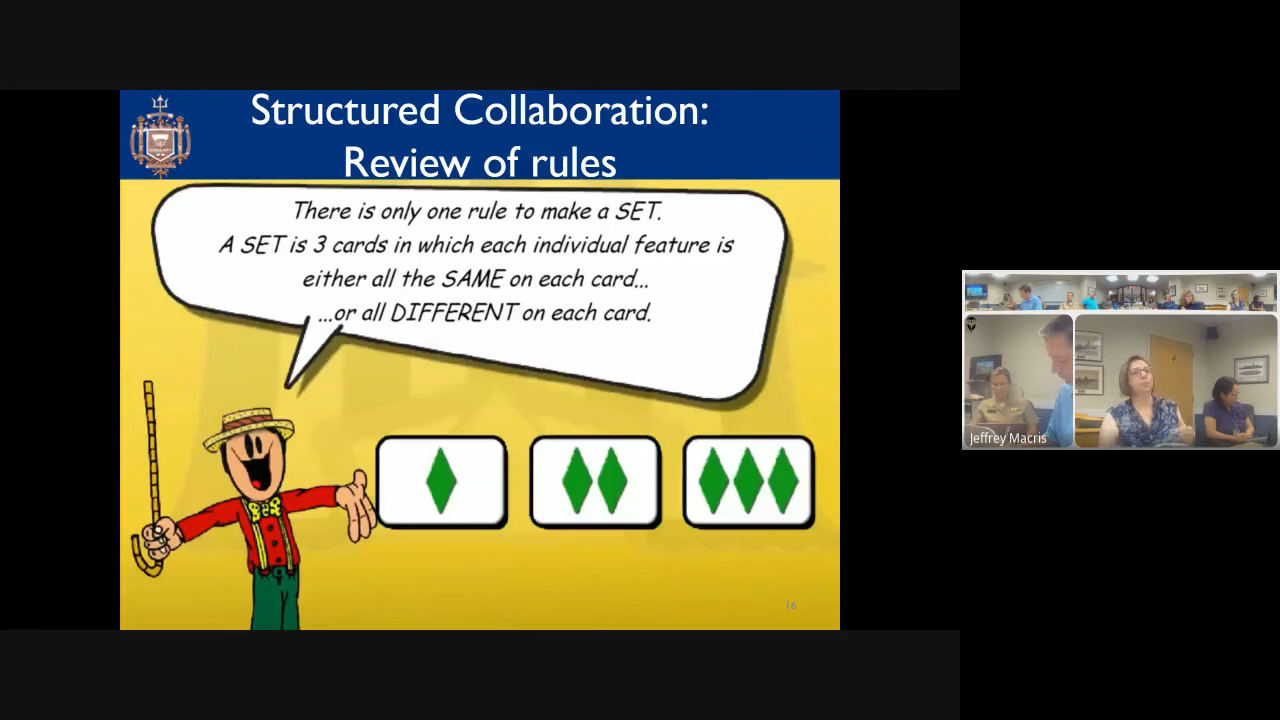 Structured Collaboration:
Review of rules
There is only one rule to make a SET.
A SET is 3 cards in which each individual feature is
either all the SAME on each card...
...or all DIFFERENT on each card.
16
Jeffrey Macris